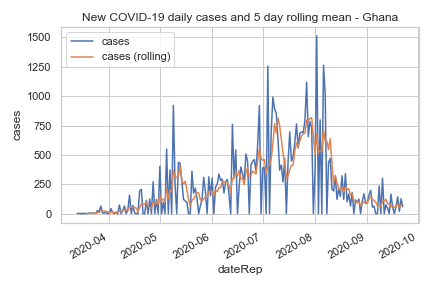 New COVID-19 daily cases and 5 day rolling mean - Ghana
cases
cases (rolling)
1500
1250
1000
750
500
250
0
cases
2020-04
2020-05
2020-06
2020-07
2020-08
2020-09
2020-10
dateRep